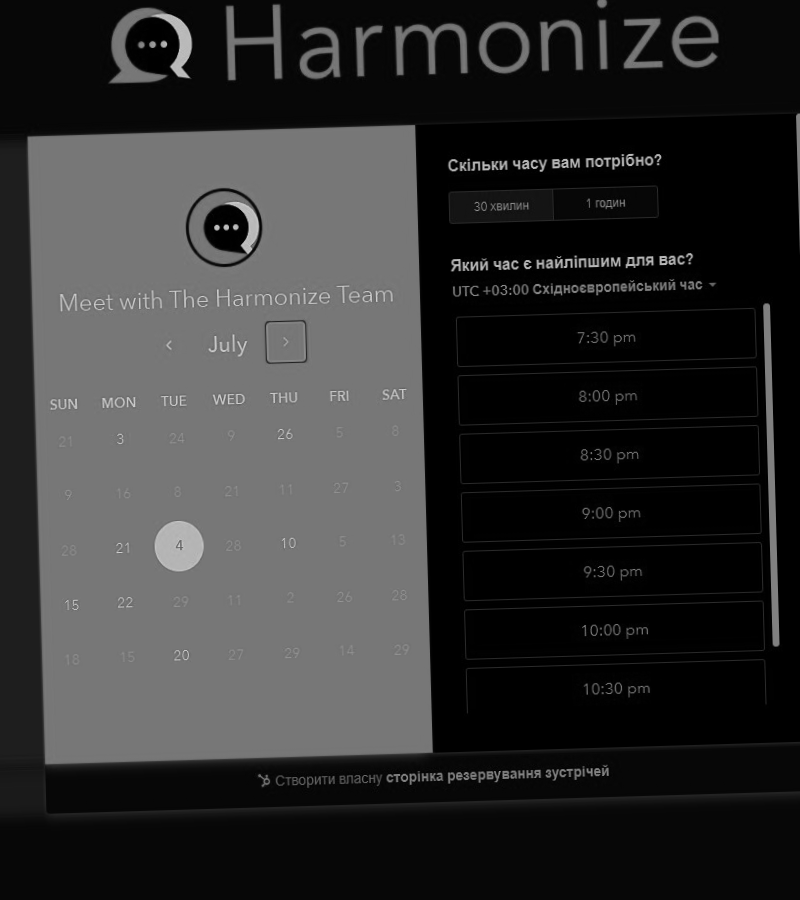 Harmonize
Meet with The Harmonize Team
July
SUN MON TUE WED THU FRI SAT
21 3 24 9 26 5 8
9 16 8 21 11 27 3
28 21 4 28 10 5 13
15 22 29 11 2 26 28
18 15 20 27 29 14 29
Скільки часу вам потрібно?
30 хвилин 1 годин
Який час є найліпшим для вас?
UTC +03:00 Східноєвропейський час
7:30 pm
8:00 pm
8:30 pm
9:00 pm
9:30 pm
10:00 pm
10:30 pm
Створити власну сторінка резервування зустрічей